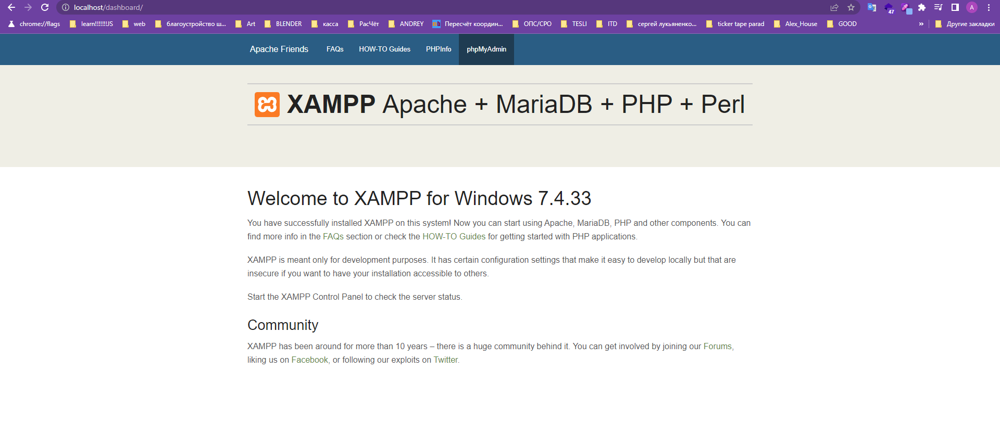 localhost/dashboard/
47
A
chrome://flags learn!!!!!!!JS web благоустройство ш... Art BLENDER касса РасЧёт ANDREY ab Пересчёт координ... ОПС/СРО TESLI ITD сергей лукьяненко... ticker tape parad Alex_House GOOD » Другие закладки
Apache Friends FAQs HOW-TO Guides PHPInfo phpMyAdmin
XAMPP Apache + MariaDB + PHP + Perl
Welcome to XAMPP for Windows 7.4.33
You have successfully installed XAMPP on this system! Now you can start using Apache, MariaDB, PHP and other components. You can
find more info in the FAQs section or check the HOW-TO Guides for getting started with PHP applications.
XAMPP is meant only for development purposes. It has certain configuration settings that make it easy to develop locally but that are
insecure if you want to have your installation accessible to others.
Start the XAMPP Control Panel to check the server status.
Community
XAMPP has been around for more than 10 years – there is a huge community behind it. You can get involved by joining our Forums,
liking us on Facebook, or following our exploits on Twitter.